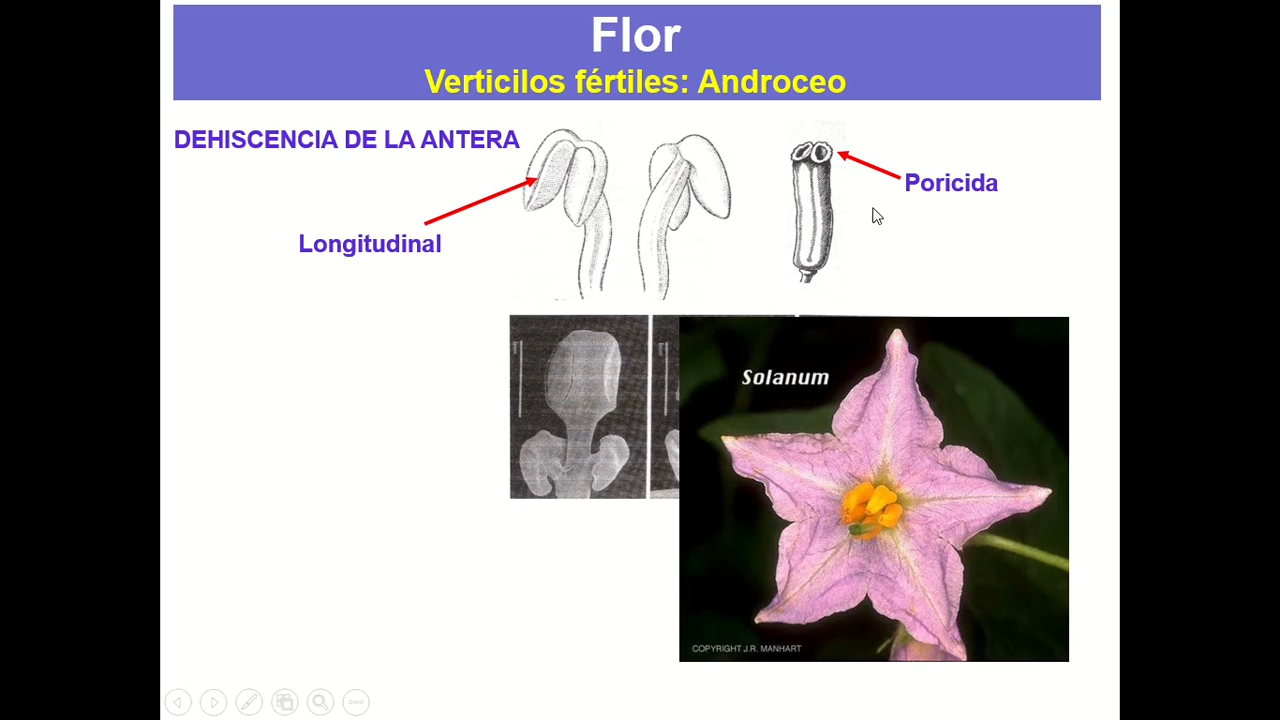 Flor
Verticilos fértiles: Androceo
DEHISCENCIA DE LA ANTERA
Poricida
Longitudinal
Solanum
COPYRIGHT J.R. MANHART